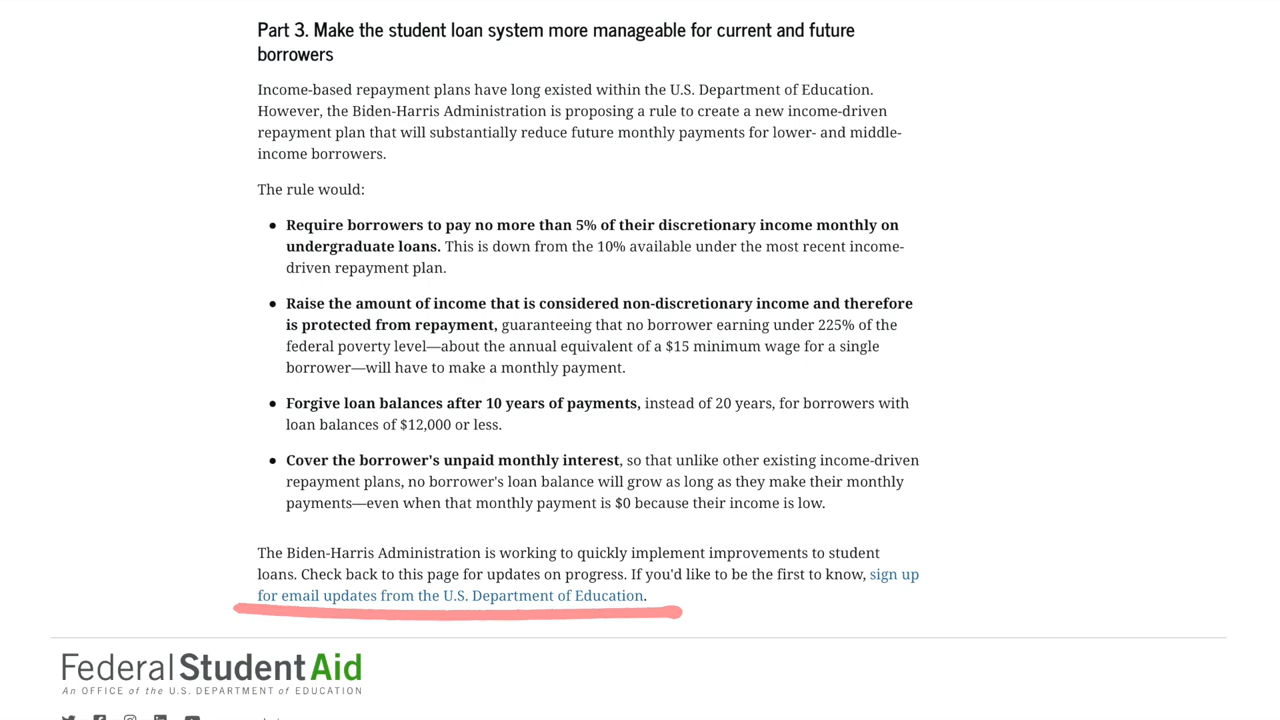 Part 3. Make the student loan system more manageable for current and future
borrowers
Income-based repayment plans have long existed within the U.S. Department of Education.
However, the Biden-Harris Administration is proposing a rule to create a new income-driven
repayment plan that will substantially reduce future monthly payments for lower- and middle-
income borrowers.
The rule would:
● Require borrowers to pay no more than 5% of their discretionary income monthly on
undergraduate loans. This is down from the 10% available under the most recent income-
driven repayment plan.
● Raise the amount of income that is considered non-discretionary income and therefore
is protected from repayment, guaranteeing that no borrower earning under 225% of the
federal poverty level—about the annual equivalent of a $15 minimum wage for a single
borrower—will have to make a monthly payment.
● Forgive loan balances after 10 years of payments, instead of 20 years, for borrowers with
loan balances of $12,000 or less.
● Cover the borrower's unpaid monthly interest, so that unlike other existing income-driven
repayment plans, no borrower's loan balance will grow as long as they make their monthly
payments—even when that monthly payment is $0 because their income is low.
The Biden-Harris Administration is working to quickly implement improvements to student
loans. Check back to this page for updates on progress. If you'd like to be the first to know, sign up
for email updates from the U.S. Department of Education.
Federal Student Aid
An OFFICE of the U.S. DEPARTMENT of EDUCATION